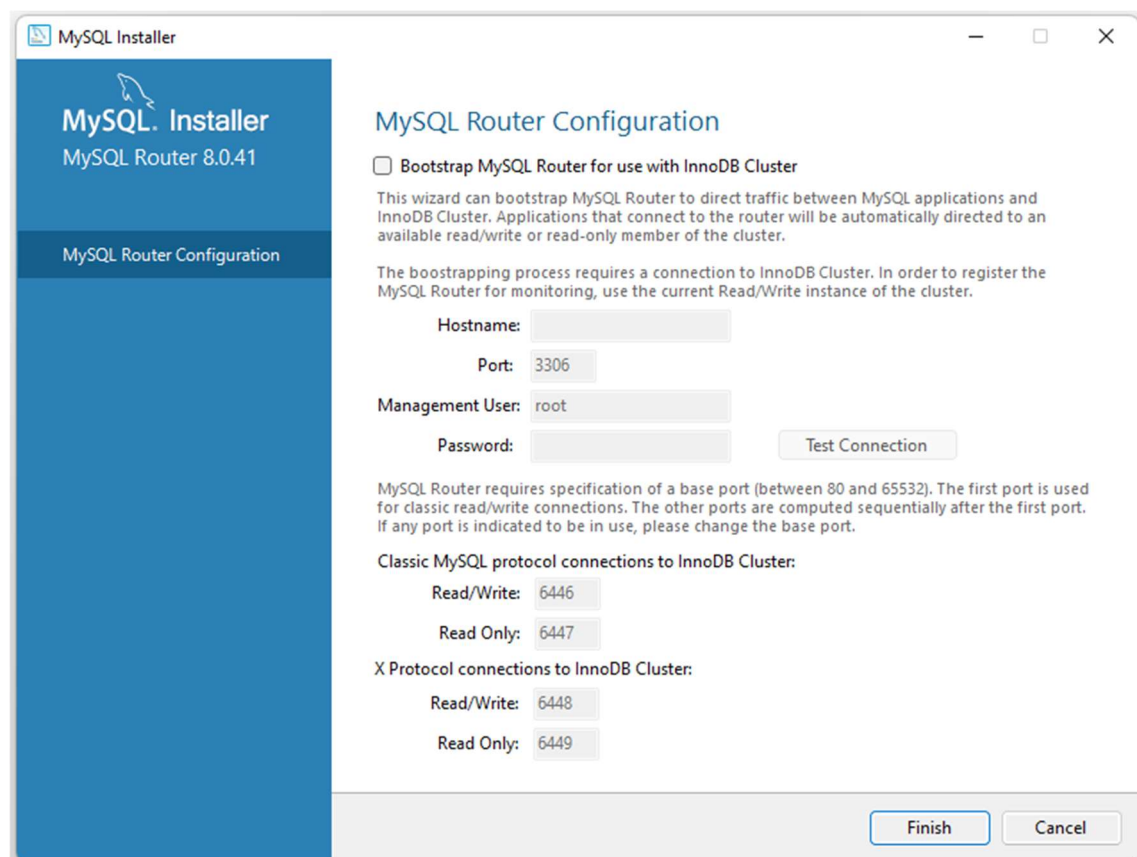 MySQL Installer
MySQL. Installer
MySQL Router 8.0.41
MySQL Router Configuration
MySQL Router Configuration
Bootstrap MySQL Router for use with InnoDB Cluster
This wizard can bootstrap MySQL Router to direct traffic between MySQL applications and
InnoDB Cluster. Applications that connect to the router will be automatically directed to an
available read/write or read-only member of the cluster.
The boostrapping process requires a connection to InnoDB Cluster. In order to register the
MySQL Router for monitoring, use the current Read/Write instance of the cluster.
Hostname:
Port: 3306
Management User: root
Password: Test Connection
MySQL Router requires specification of a base port (between 80 and 65532). The first port is used
for classic read/write connections. The other ports are computed sequentially after the first port.
If any port is indicated to be in use, please change the base port.
Classic MySQL protocol connections to InnoDB Cluster:
Read/Write: 6446
Read Only: 6447
X Protocol connections to InnoDB Cluster:
Read/Write: 6448
Read Only: 6449
Finish Cancel